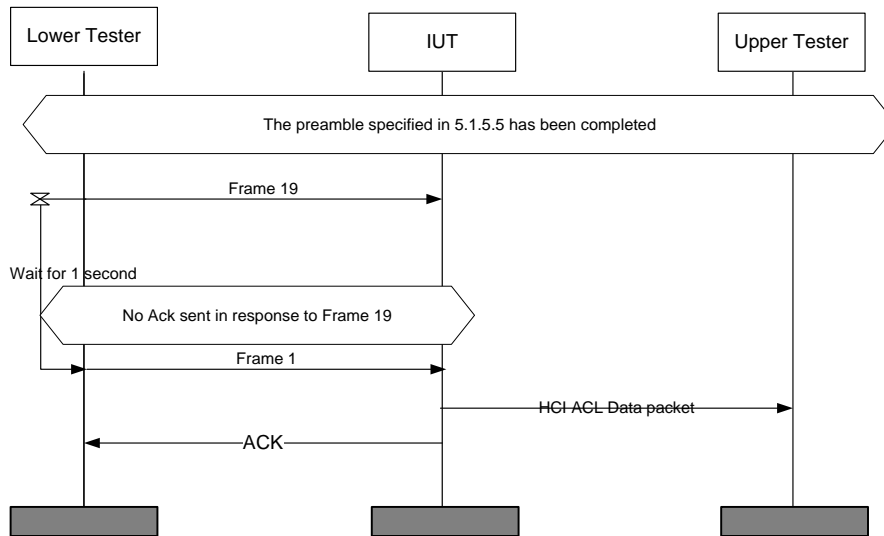 Lower Tester
IUT
Upper Tester
The preamble specified in 5.1.5.5 has been completed
Frame 19
Wait for 1 second
No Ack sent in response to Frame 19
Frame 1
HCI ACL Data packet
ACK